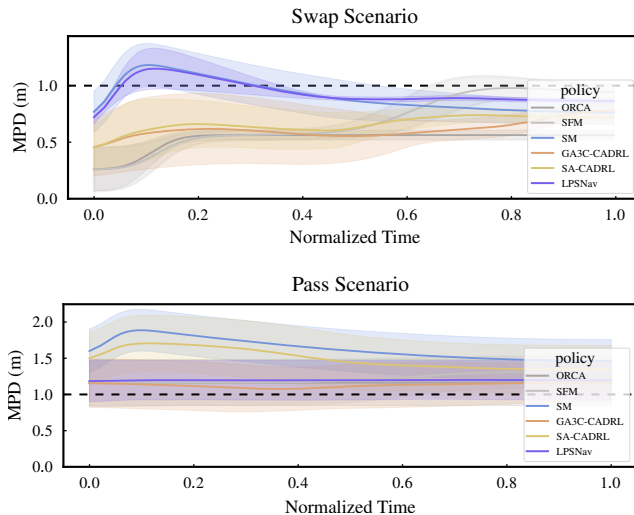 Swap Scenario
MPD (m)
1.0
0.5
0.0
policy
ORCA
SFM
SM
GA3C-CADRL
SA-CADRL
LPSNav
0.0 0.2 0.4 0.6 0.8 1.0
Normalized Time
Pass Scenario
MPD (m)
2.0
1.5
1.0
0.5
0.0
policy
ORCA
SFM
SM
GA3C-CADRL
SA-CADRL
LPSNav
0.0 0.2 0.4 0.6 0.8 1.0
Normalized Time